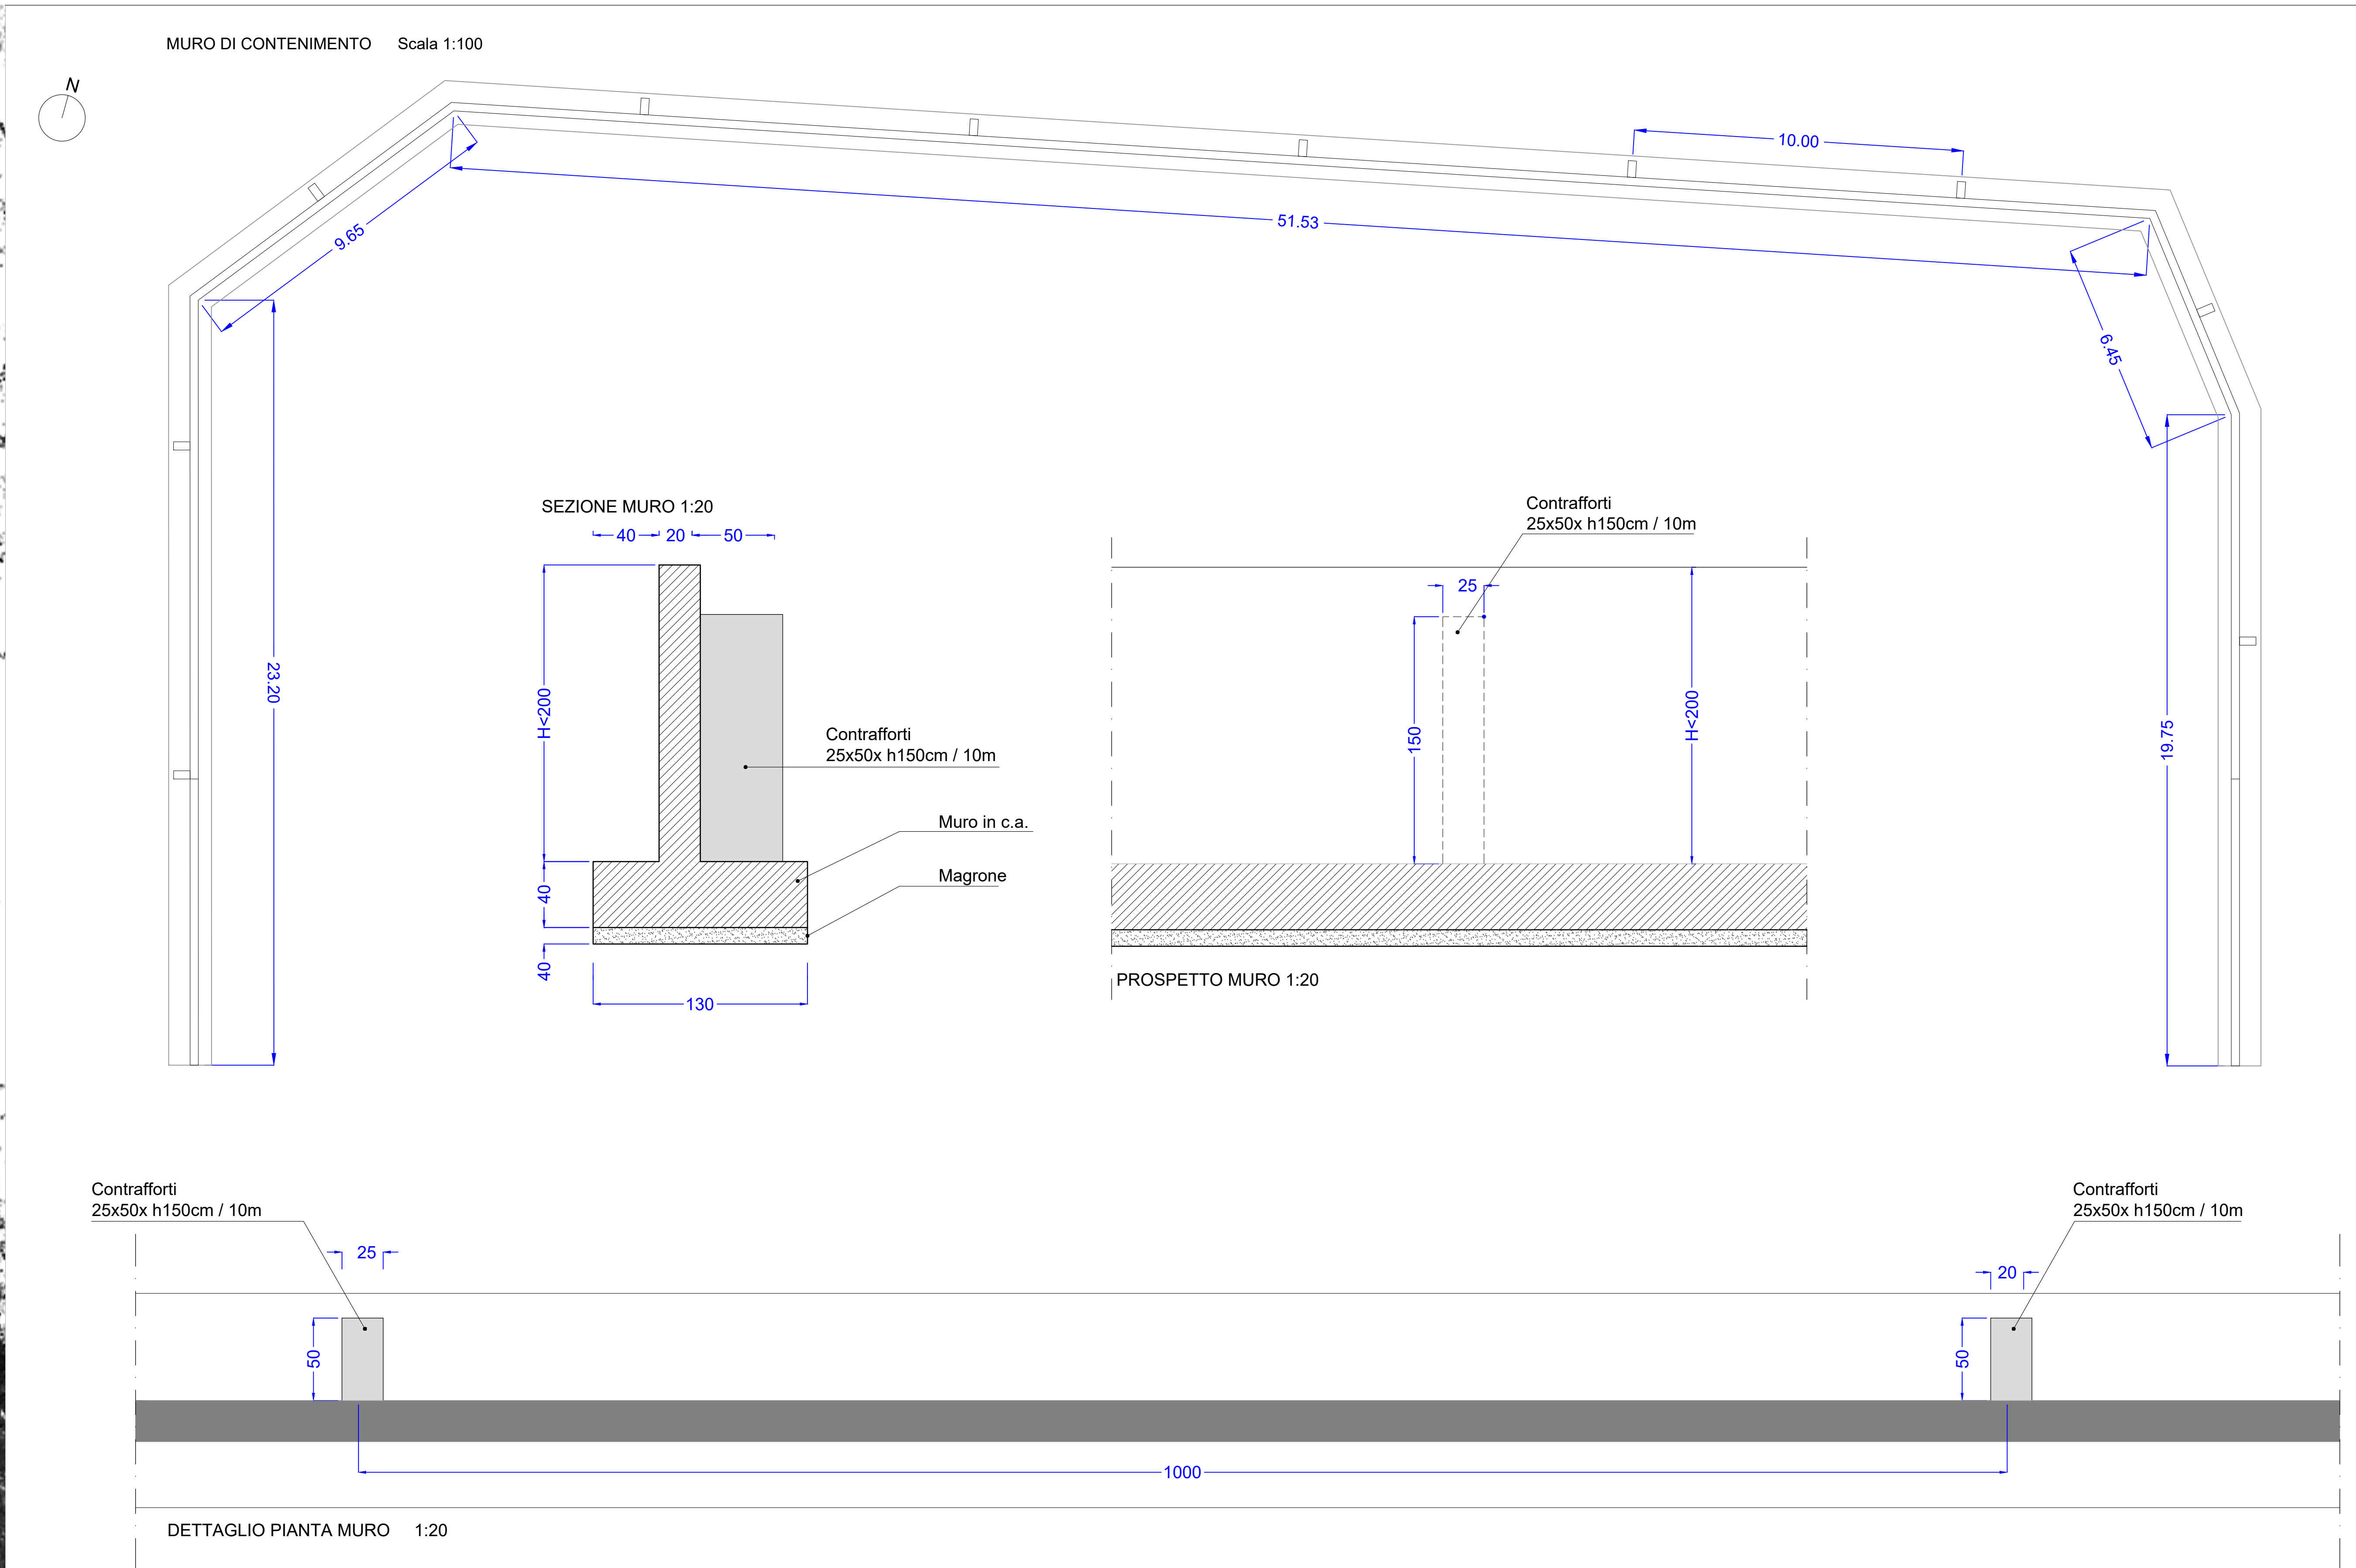 MURO DI CONTENIMENTO Scala 1:100
N
10.00
51.53
9.65
6.45
23.20
19.75
SEZIONE MURO 1:20
40 20 50
H<200
Contrafforti
25x50x h150cm / 10m
Muro in c.a.
Magrone
40
40
130
Contrafforti
25x50x h150cm / 10m
25
150
H<200
PROSPETTO MURO 1:20
Contrafforti
25x50x h150cm / 10m
25
50
Contrafforti
25x50x h150cm / 10m
20
50
1000
DETTAGLIO PIANTA MURO 1:20